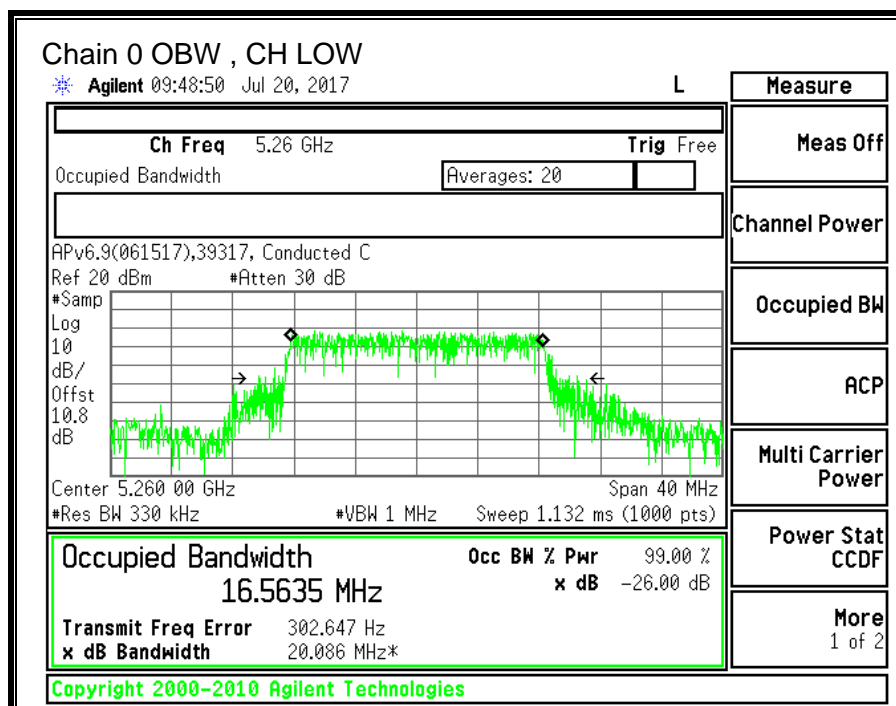 Chain 0 OBW , CH LOW
Agilent 09:48:50 Jul 20, 2017 L
Measure
Ch Freq 5.26 GHz Trig Free
Meas Off
Occupied Bandwidth Averages: 20
Channel Power
APv6.9(061517),39317, Conducted C
Ref 20 dBm #Atten 30 dB
#Samp
Log
10
dB/
Offst
10.8
dB
Occupied BW
ACP
Center 5.260 00 GHz Span 40 MHz
#Res BW 330 kHz #VBW 1 MHz Sweep 1.132 ms (1000 pts)
Multi Carrier
Power
Occupied Bandwidth Occ BW % Pwr 99.00 %
16.5635 MHz x dB -26.00 dB
Transmit Freq Error 302.647 Hz
x dB Bandwidth 20.086 MHz*
Power Stat
CCDF
More
1 of 2
Copyright 2000-2010 Agilent Technologies